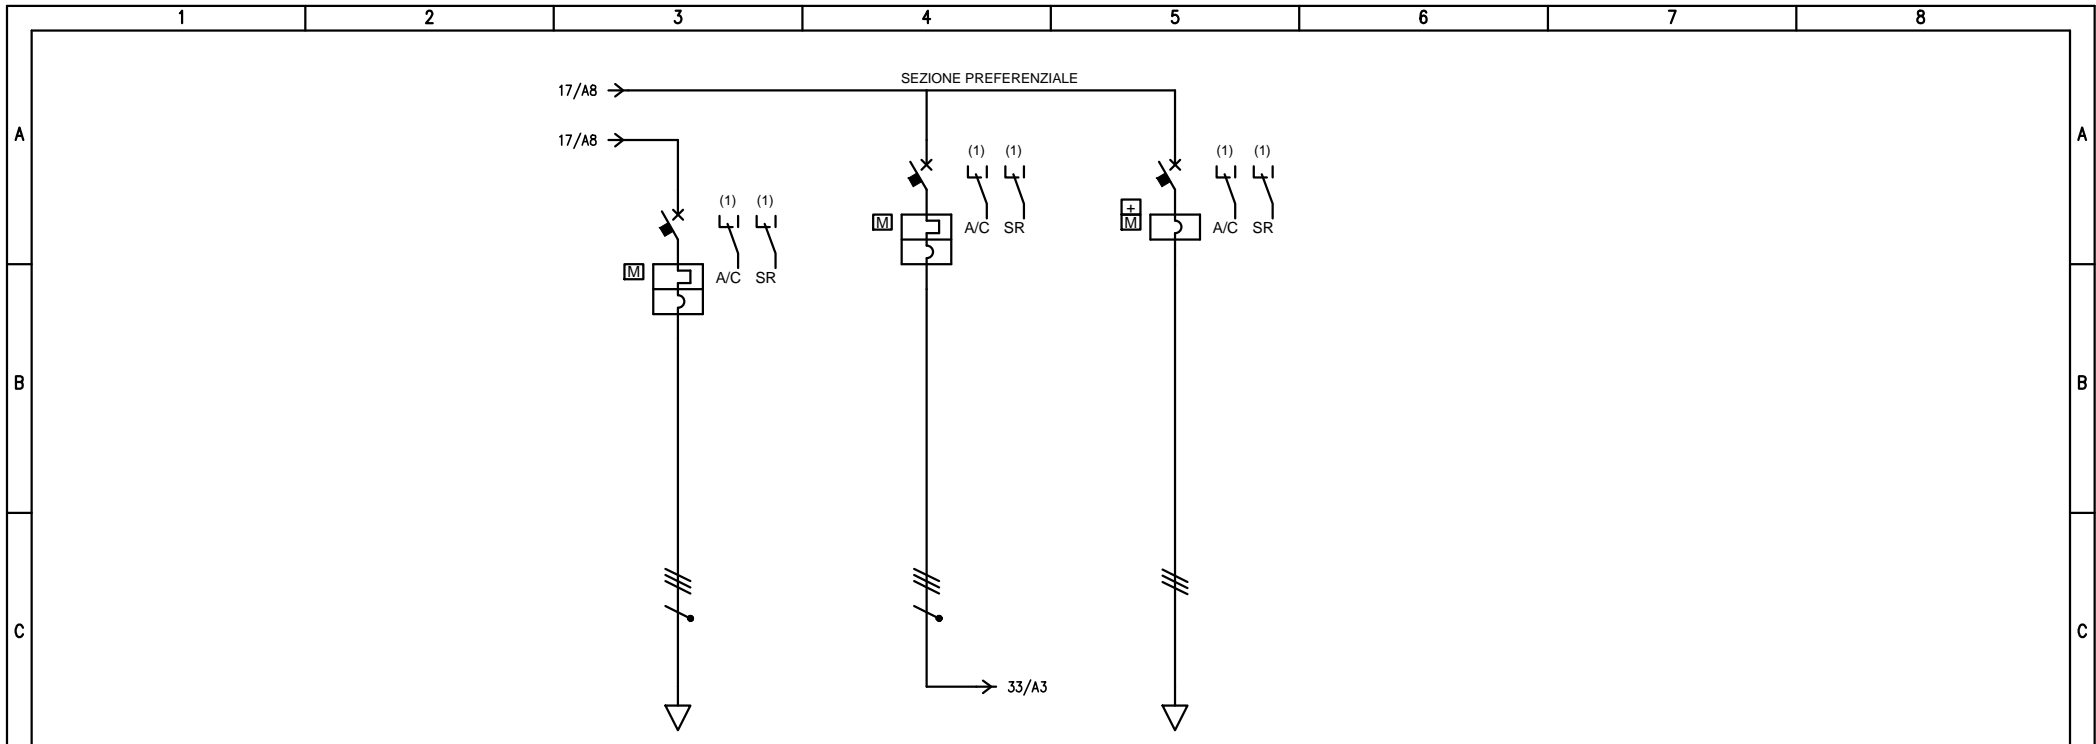 1 2 3 4 5 6 7 8
SEZIONE PREFERENZIALE
17/A8
A 17/A8 A
(1) (1) (1) (1)
(1) (1)
+
M A/C SR M A/C SR
M A/C SR
B B
C C
33/A3